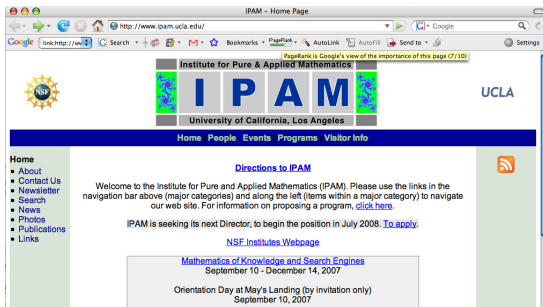 IPAM – Home Page
http://www.ipam.ucla.edu/
Google
Google
link:http://ww
Search
PageRank
Bookmarks
AutoLink
AutoFill
Send to
Settings
PageRank is Google's view of the importance of this page (7/10)
Institute for Pure & Applied Mathematics
NSF
IPAM
UCLA
University of California, Los Angeles
Home People Events Programs Visitor Info
Home
About
Contact Us
Newsletter
Search
News
Photos
Publications
Links
Directions to IPAM
Welcome to the Institute for Pure and Applied Mathematics (IPAM). Please use the links in the
navigation bar above (major categories) and along the left (items within a major category) to navigate
our web site. For information on proposing a program, click here.
IPAM is seeking its next Director, to begin the position in July 2008. To apply.
NSF Institutes Webpage
Mathematics of Knowledge and Search Engines
September 10 - December 14, 2007
Orientation Day at May's Landing (by invitation only)
September 10, 2007